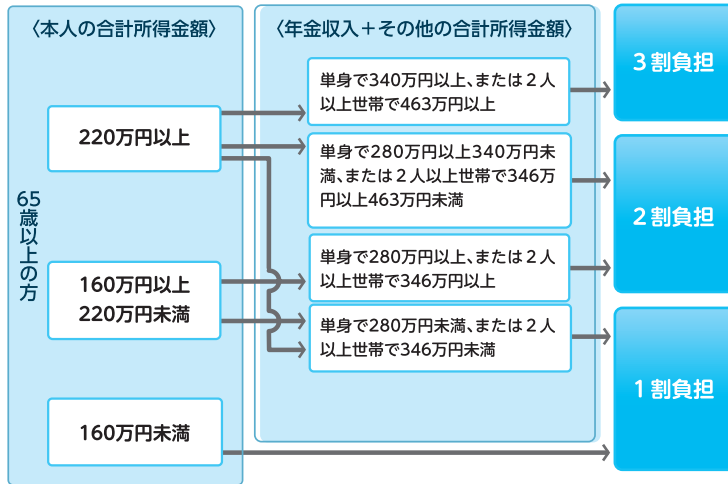 〈本人の合計所得金額〉
〈年金収入＋その他の合計所得金額〉
65歳以上の方
220万円以上
160万円以上
220万円未満
160万円未満
単身で340万円以上、または２人
以上世帯で463万円以上
単身で280万円以上340万円未
満、または２人以上世帯で346万
円以上463万円未満
単身で280万円以上、または２人
以上世帯で346万円以上
単身で280万円未満、または２人
以上世帯で346万円未満
３割負担
２割負担
１割負担